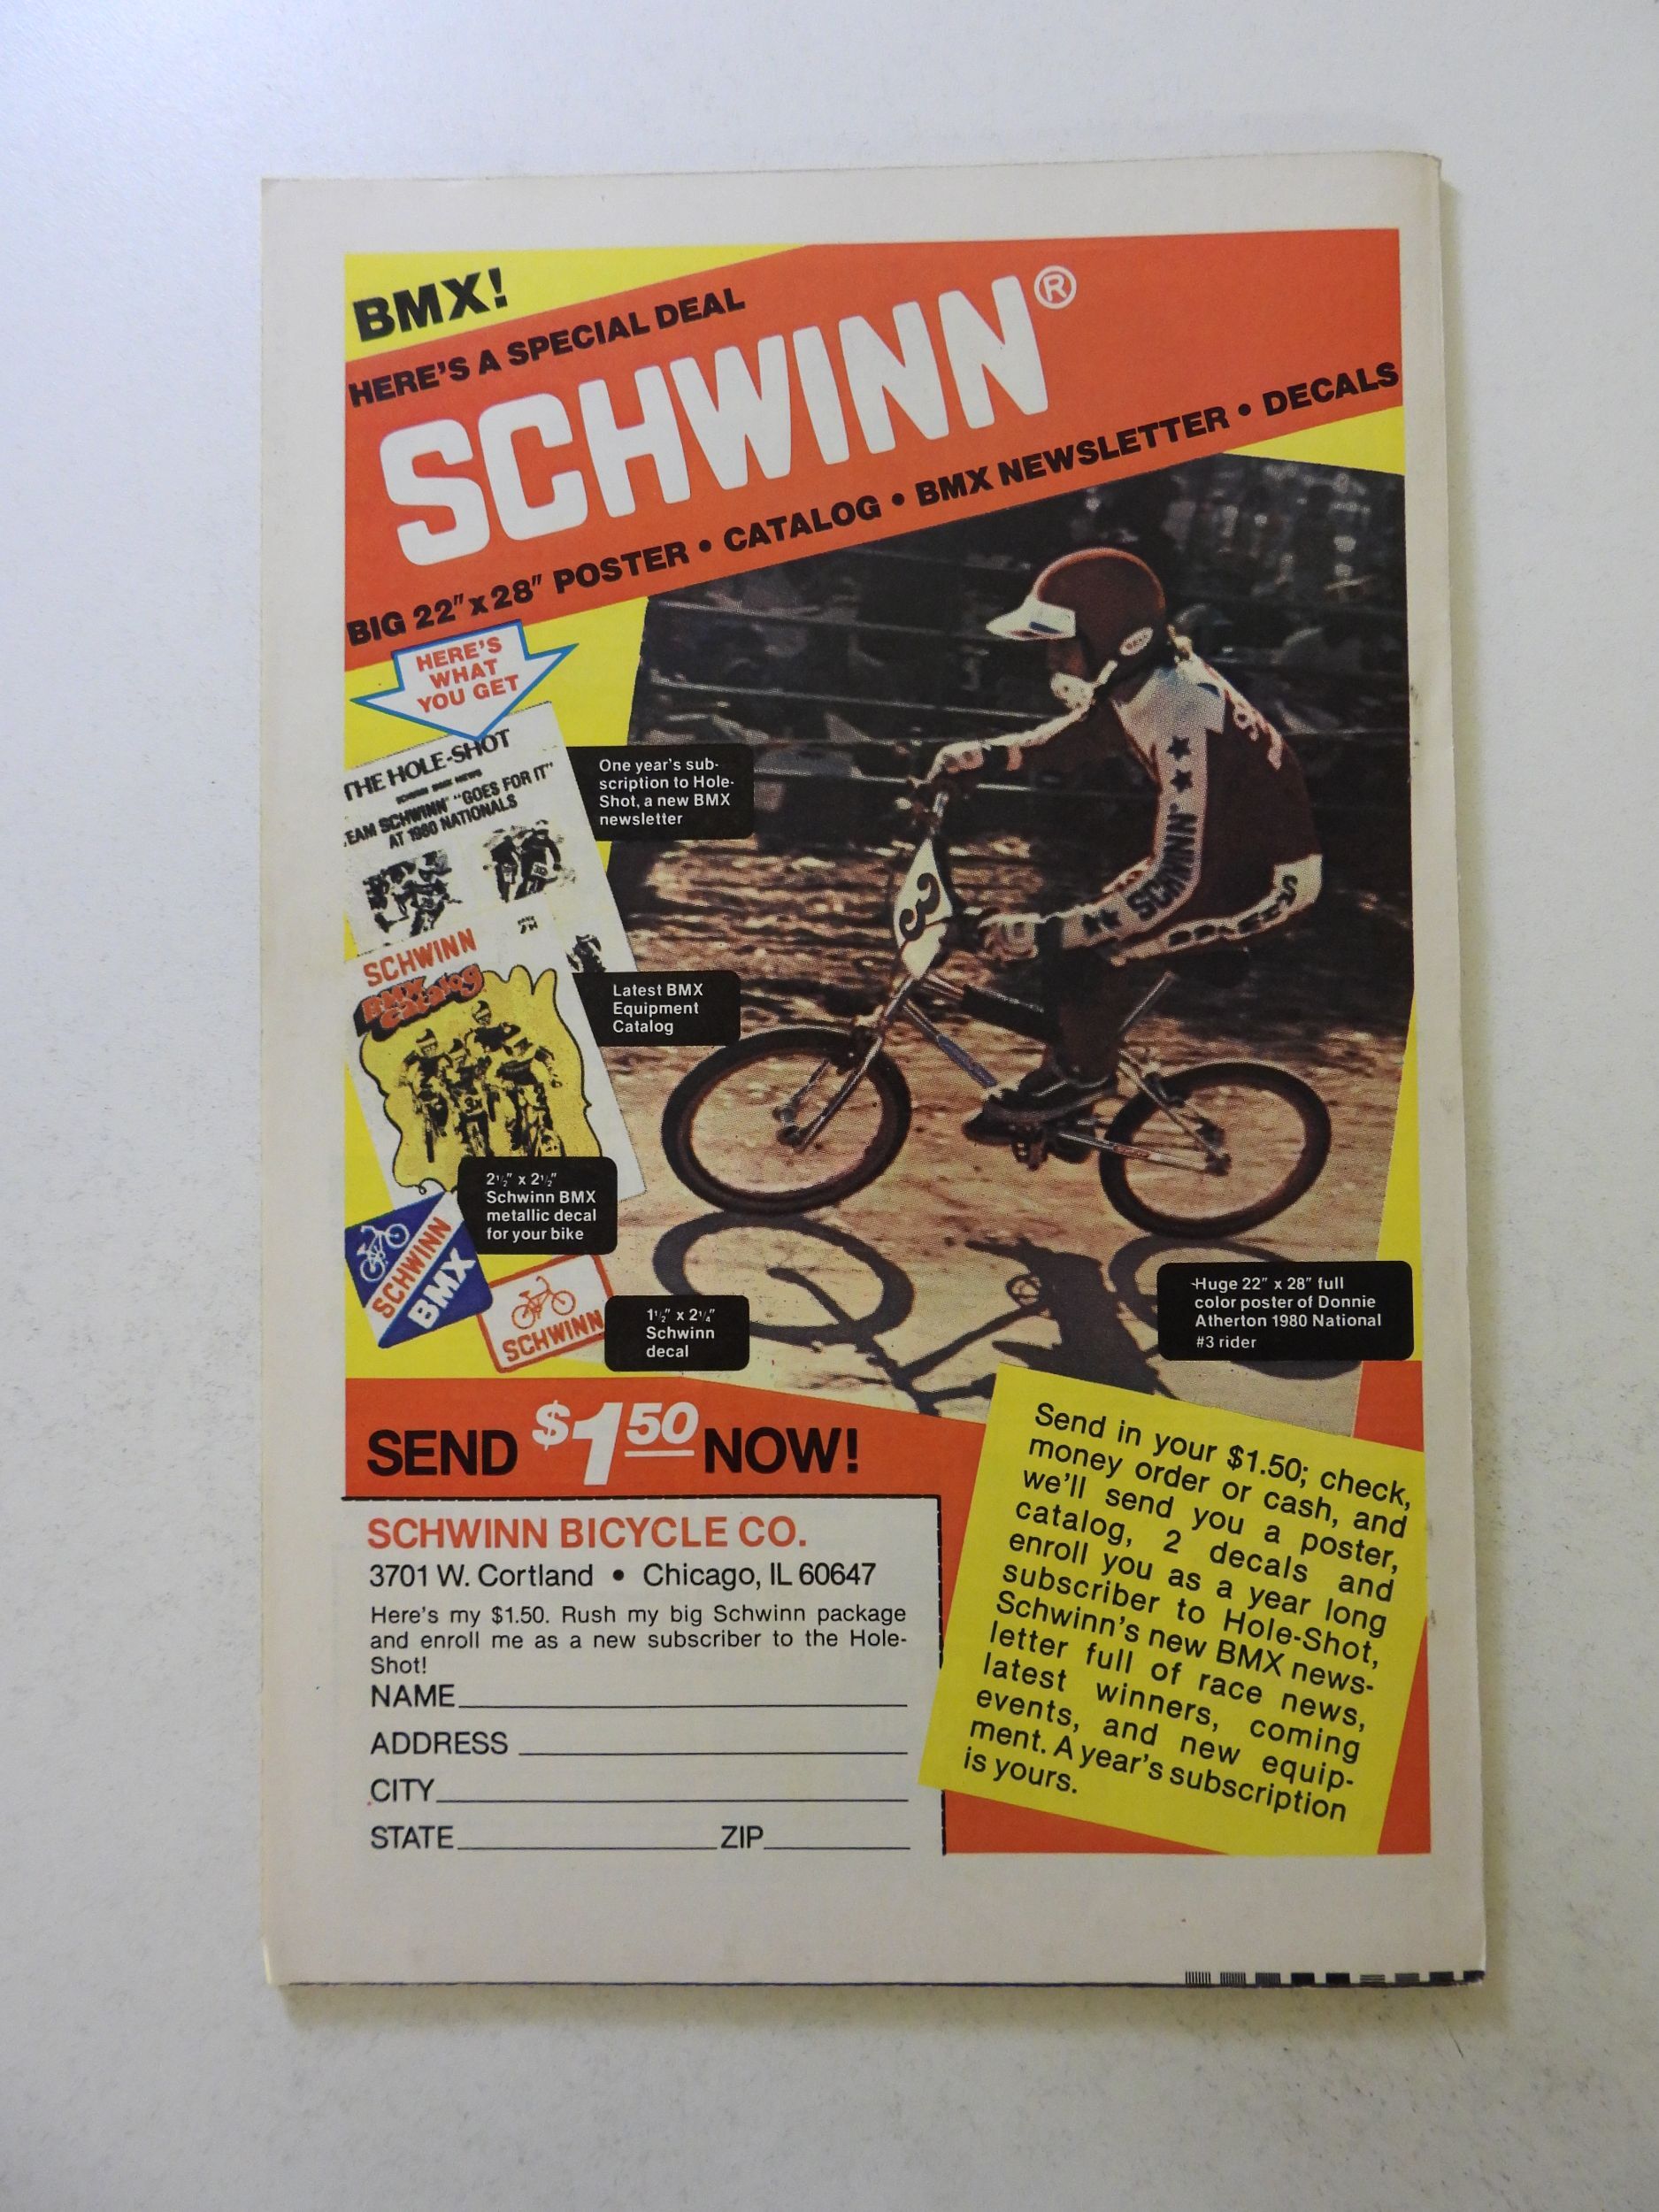 BMX!
HERE'S A SPECIAL DEAL
SCHWINN®
BIG 22" x 28" POSTER • CATALOG • BMX NEWSLETTER • DECALS
HERE'S
WHAT
YOU GET
THE HOLE-SHOT
TEAM SCHWINN "GOES FOR IT"
AT 1980 NATIONALS
One year's sub-
scription to Hole-
Shot, a new BMX
newsletter
SCHWINN
BMX
Catalog
Latest BMX
Equipment
Catalog
2½" x 2½"
Schwinn BMX
metallic decal
for your bike
SCHWINN
BMX
SCHWINN
1½" x 2¼"
Schwinn
decal
BELL
3
SCHWINN
Huge 22" x 28" full
color poster of Donnie
Atherton 1980 National
#3 rider
SEND $1.50 NOW!
SCHWINN BICYCLE CO.
3701 W. Cortland • Chicago, IL 60647
Here's my $1.50. Rush my big Schwinn package
and enroll me as a new subscriber to the Hole-
Shot!
NAME
ADDRESS
CITY
STATE ZIP
Send in your $1.50; check,
money order or cash, and
we'll send you a poster,
catalog, 2 decals and
enroll you as a year long
subscriber to Hole-Shot,
Schwinn's new BMX news-
letter full of race news,
latest winners, coming
events, and new equip-
ment. A year's subscription
is yours.